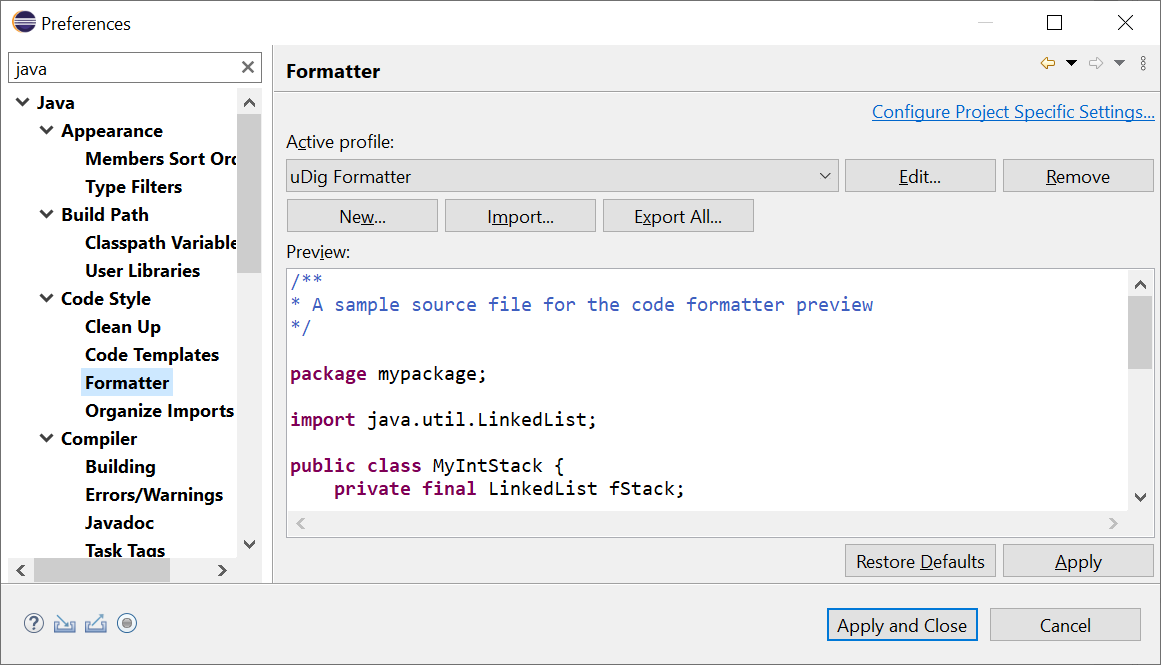 Preferences
java
Java
Appearance
Members Sort Ord
Type Filters
Build Path
Classpath Variable
User Libraries
Code Style
Clean Up
Code Templates
Formatter
Organize Imports
Compiler
Building
Errors/Warnings
Javadoc
Task Tags
Formatter
Configure Project Specific Settings...
Active profile:
uDig Formatter
Edit...
Remove
New...
Import...
Export All...
Preview:
/**
* A sample source file for the code formatter preview
*/
package mypackage;
import java.util.LinkedList;
public class MyIntStack {
private final LinkedList fStack;
Restore Defaults
Apply
?
Apply and Close
Cancel